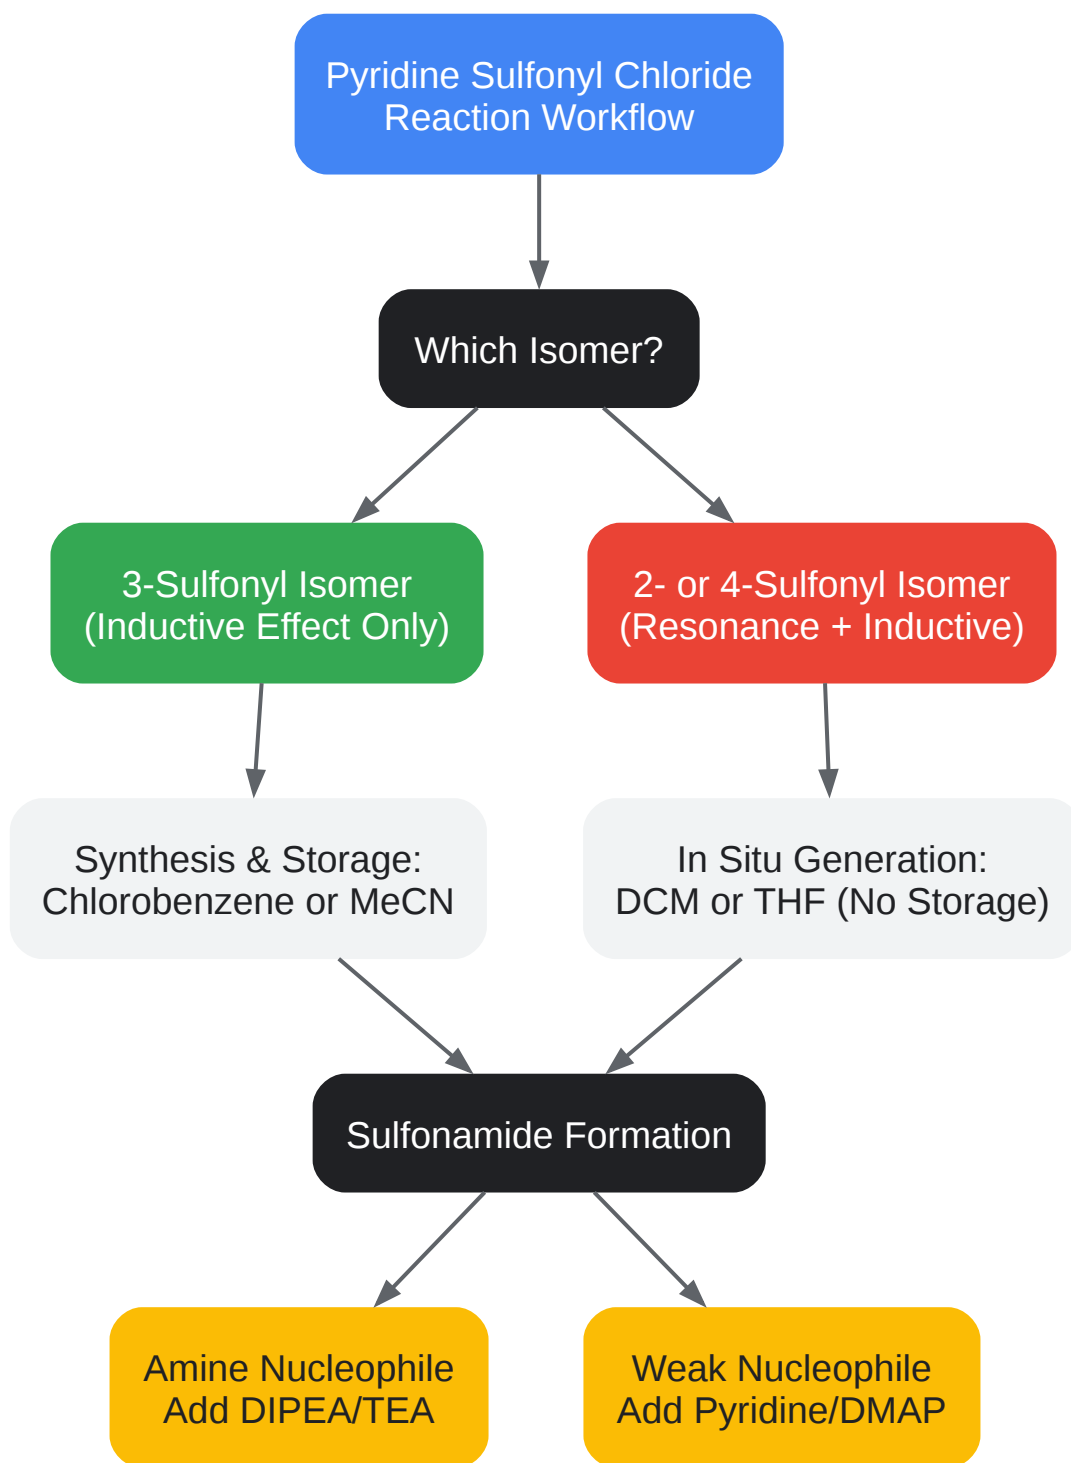 Pyridine Sulfonyl Chloride
Reaction Workflow
Which Isomer?
3-Sulfonyl Isomer
(Inductive Effect Only)
2- or 4-Sulfonyl Isomer
(Resonance + Inductive)
Synthesis & Storage:
Chlorobenzene or MeCN
In Situ Generation:
DCM or THF (No Storage)
Sulfonamide Formation
Amine Nucleophile
Add DIPEA/TEA
Weak Nucleophile
Add Pyridine/DMAP